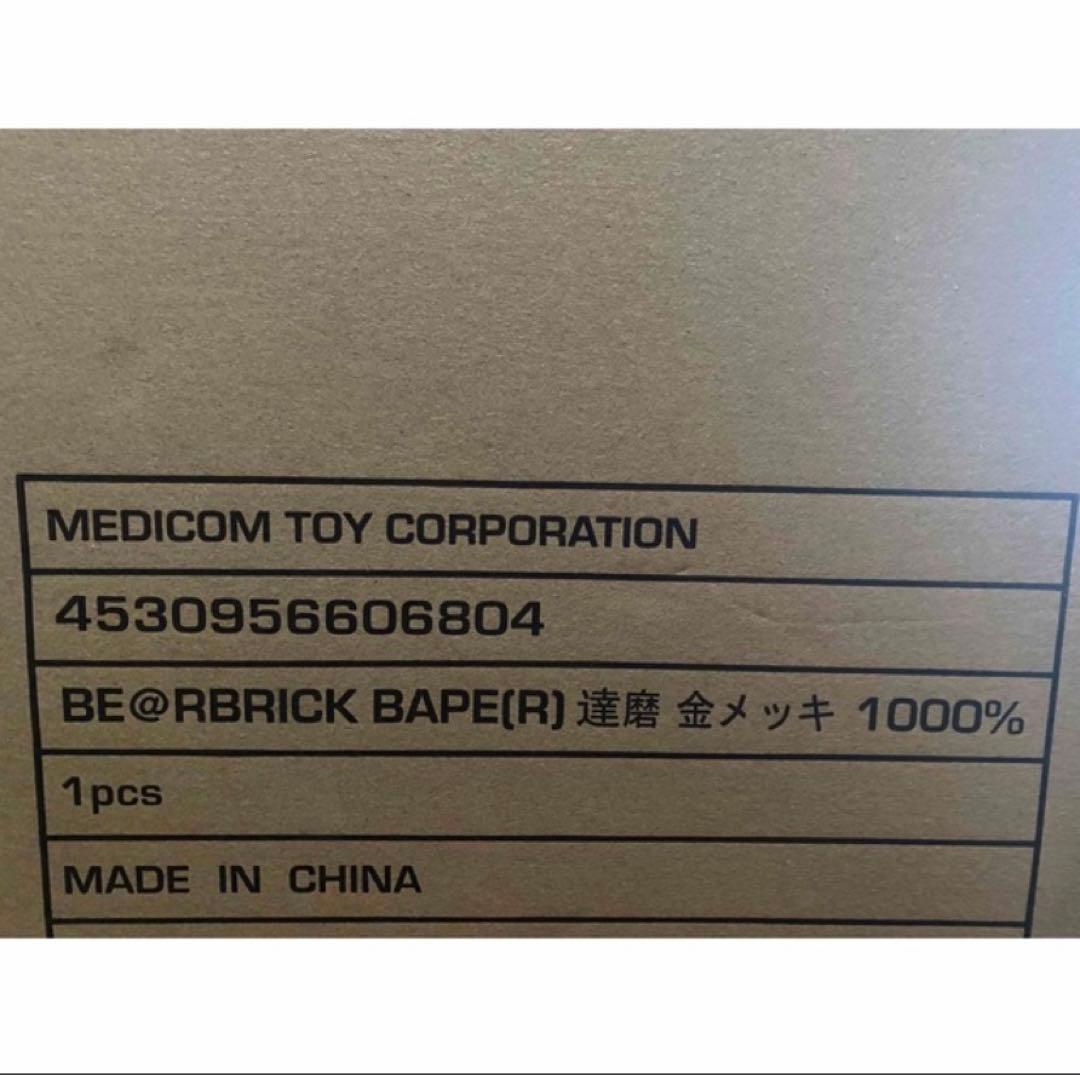 MEDICOM TOY CORPORATION
4530956606804
BE@RBRICK BAPE(R) 達磨 金メッキ 1000%
1pcs
MADE IN CHINA